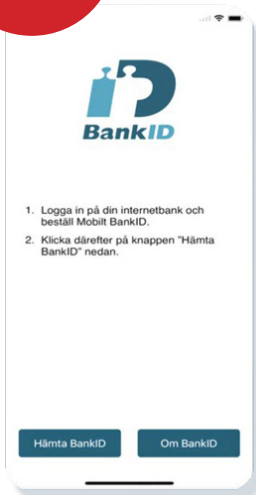 BankID
1. Logga in på din internetbank och
beställ Mobilt BankID.
2. Klicka därefter på knappen "Hämta
BankID" nedan.
Hämta BankID
Om BankID